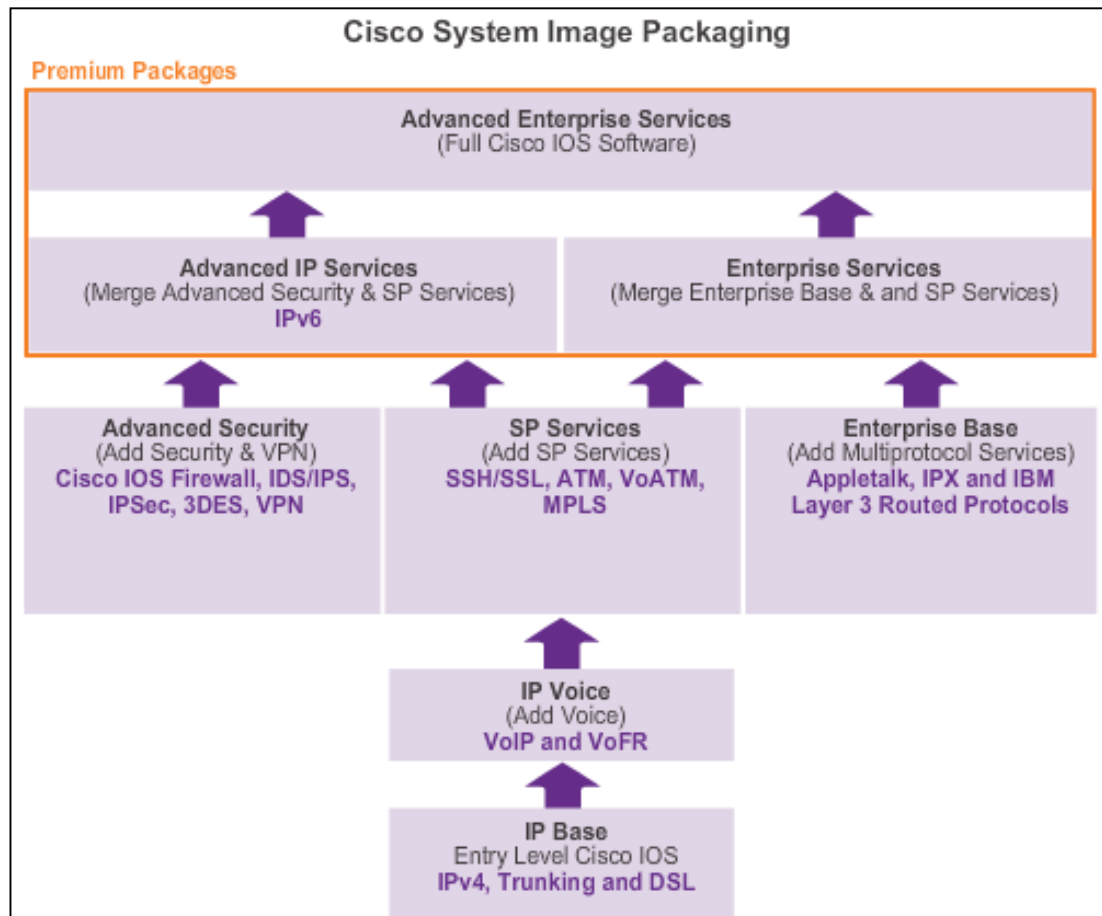 Cisco System Image Packaging
Premium Packages
Advanced Enterprise Services
(Full Cisco IOS Software)
Advanced IP Services
(Merge Advanced Security & SP Services)
IPv6
Enterprise Services
(Merge Enterprise Base & and SP Services)
Advanced Security
(Add Security & VPN)
Cisco IOS Firewall, IDS/IPS,
IPSec, 3DES, VPN
SP Services
(Add SP Services)
SSH/SSL, ATM, VoATM,
MPLS
Enterprise Base
(Add Multiprotocol Services)
Appletalk, IPX and IBM
Layer 3 Routed Protocols
IP Voice
(Add Voice)
VoIP and VoFR
IP Base
Entry Level Cisco IOS
IPv4, Trunking and DSL